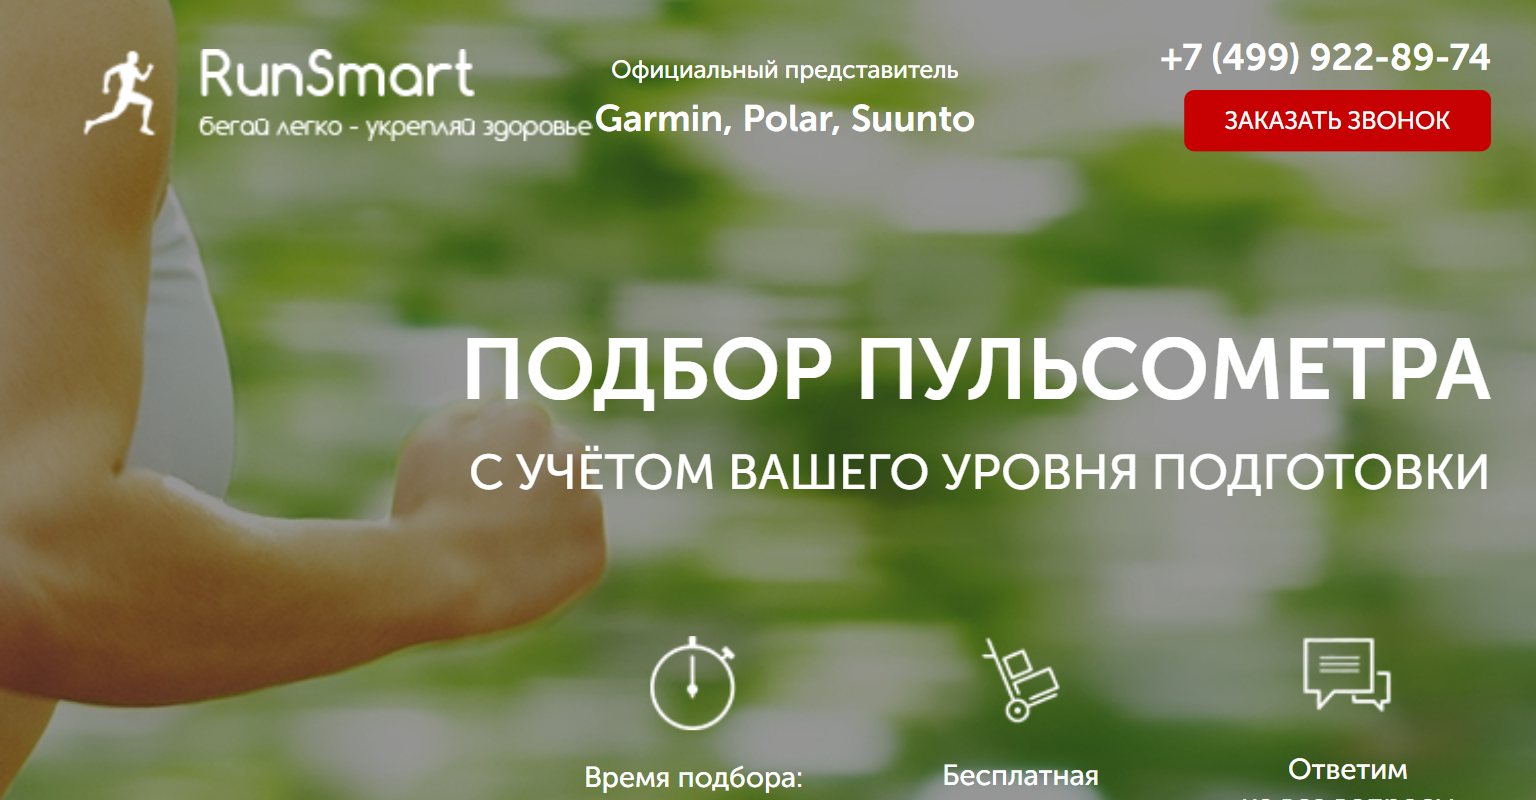 RunSmart
бегай легко - укрепляй здоровье
Официальный представитель
Garmin, Polar, Suunto
+7 (499) 922-89-74
ЗАКАЗАТЬ ЗВОНОК
ПОДБОР ПУЛЬСОМЕТРА
С УЧЁТОМ ВАШЕГО УРОВНЯ ПОДГОТОВКИ
Время подбора:
Бесплатная
Ответим